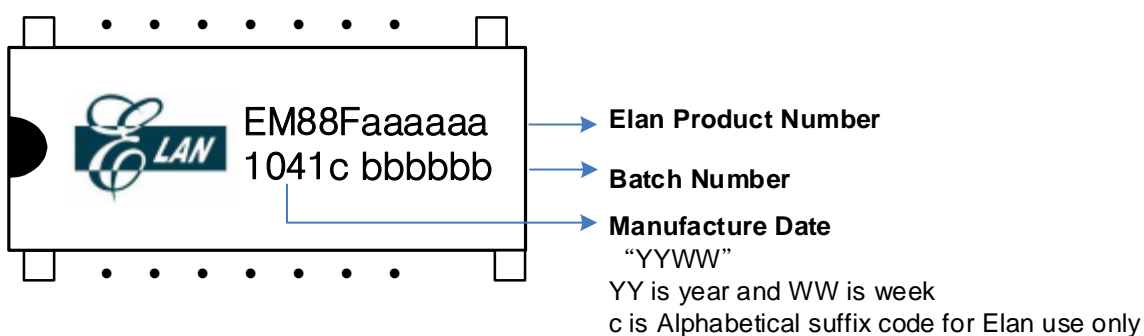 ELAN
EM88Faaaaaa
1041c bbbbbb
Elan Product Number
Batch Number
Manufacture Date
“YYWW”
YY is year and WW is week
c is Alphabetical suffix code for Elan use only